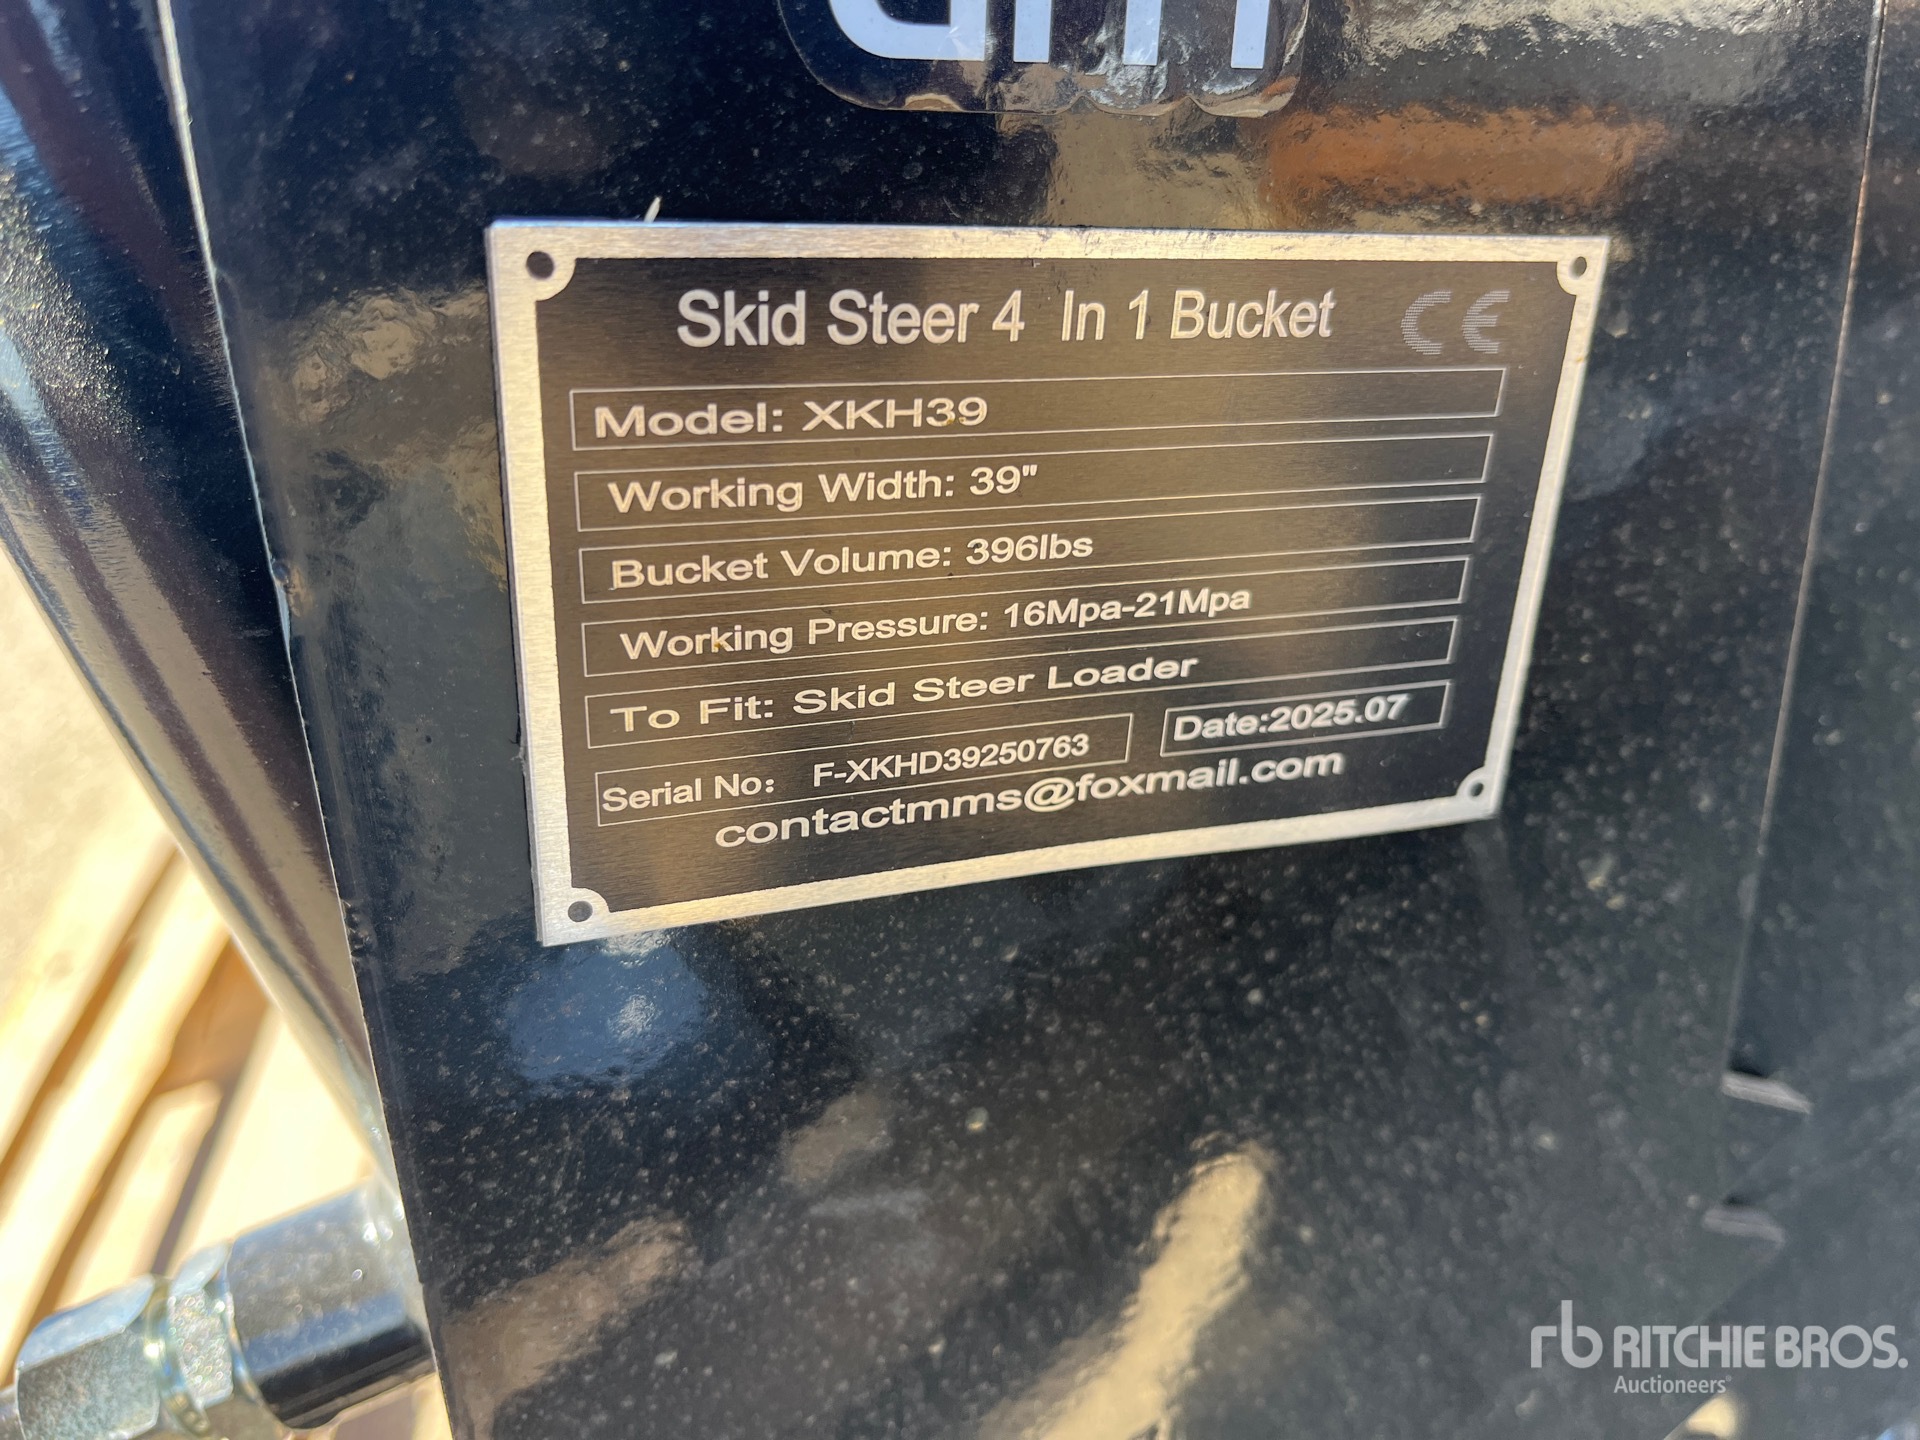 Skid Steer 4 In 1 Bucket CE
Model: XKH39
Working Width: 39"
Bucket Volume: 396lbs
Working Pressure: 16Mpa-21Mpa
To Fit: Skid Steer Loader
Serial No: F-XKHD39250763 Date:2025.07
contactmms@foxmail.com
rb RITCHIE BROS.
Auctioneers